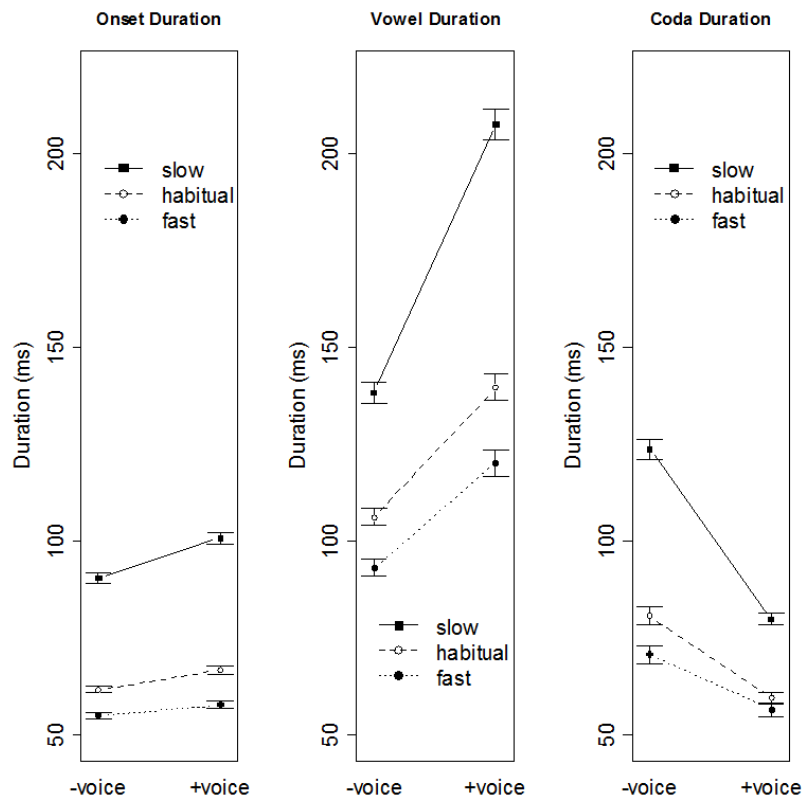 Onset Duration
Vowel Duration
Coda Duration
Duration (ms)
200
150
100
50
slow
habitual
fast
-voice
+voice
Duration (ms)
200
150
100
50
slow
habitual
fast
-voice
+voice
Duration (ms)
200
150
100
50
slow
habitual
fast
-voice
+voice